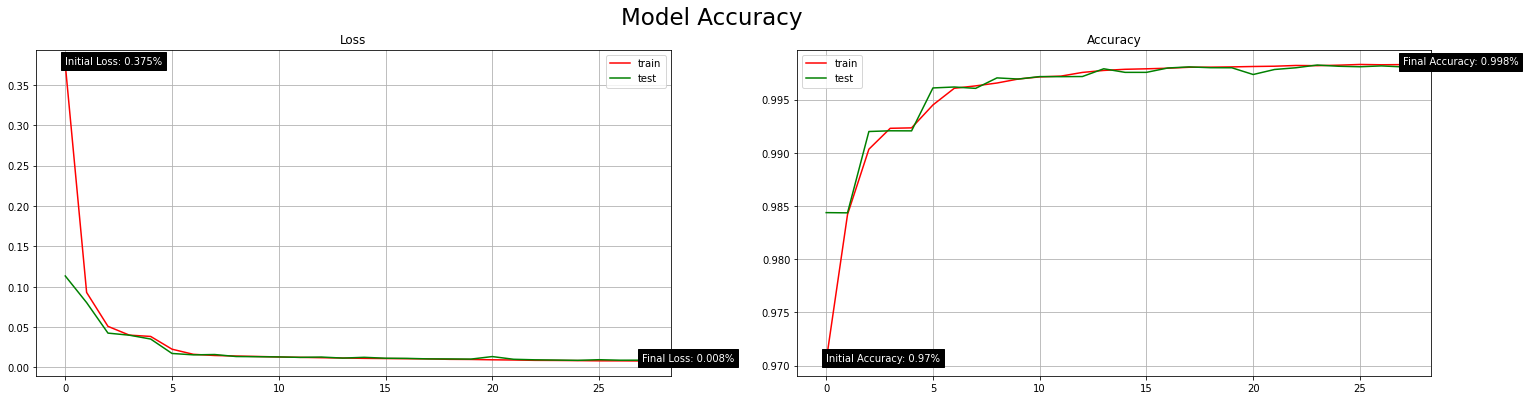 Model Accuracy
Loss
Initial Loss: 0.375%
train
test
0.35
0.30
0.25
0.20
0.15
0.10
0.05
0.00
Final Loss: 0.008%
0 5 10 15 20 25
Accuracy
train
test
Final Accuracy: 0.998%
0.995
0.990
0.985
0.980
0.975
0.970
Initial Accuracy: 0.97%
0 5 10 15 20 25